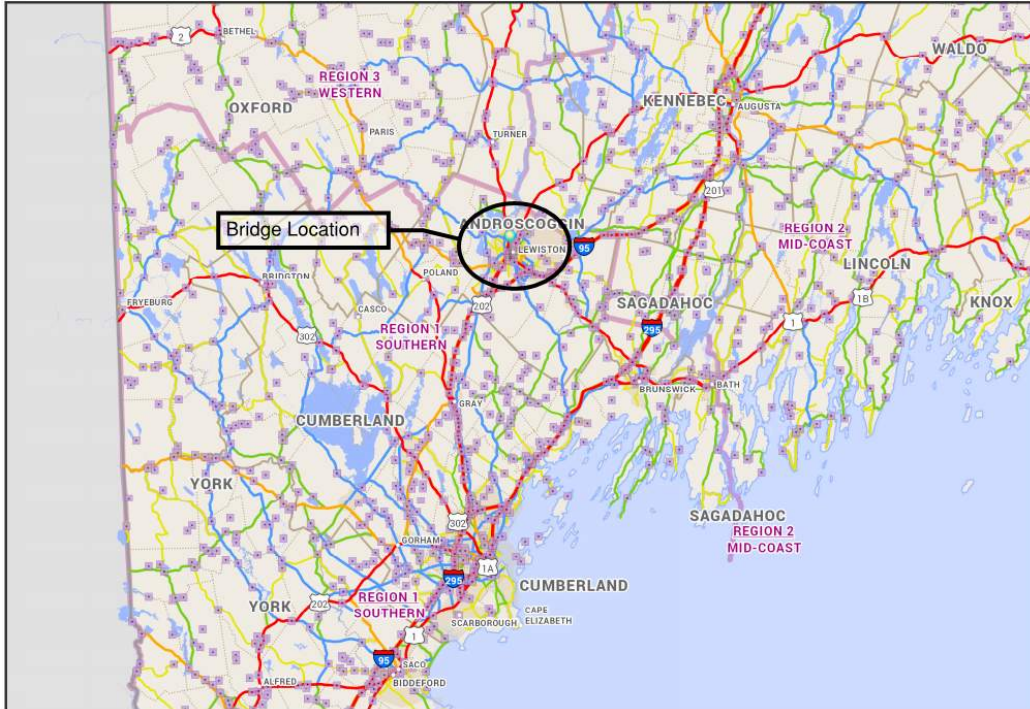 2
BETHEL
WALDO
REGION 3
WESTERN
KENNEBEC
OXFORD
AUGUSTA
PARIS
TURNER
201
Bridge Location
ANDROSCOGGIN
REGION 2
MID-COAST
LEWISTON
95
LINCOLN
POLAND
BRIDGTON
1B
FRYEBURG
202
SAGADAHOC
KNOX
CASCO
1
302
REGION 1
SOUTHERN
295
BATH
BRUNSWICK
GRAY
CUMBERLAND
YORK
SAGADAHOC
302
REGION 2
MID-COAST
GORHAM
1A
295
CUMBERLAND
REGION 1
SOUTHERN
YORK
202
CAPE
ELIZABETH
SCARBOROUGH
1
95
SACO
ALFRED
BIDDEFORD